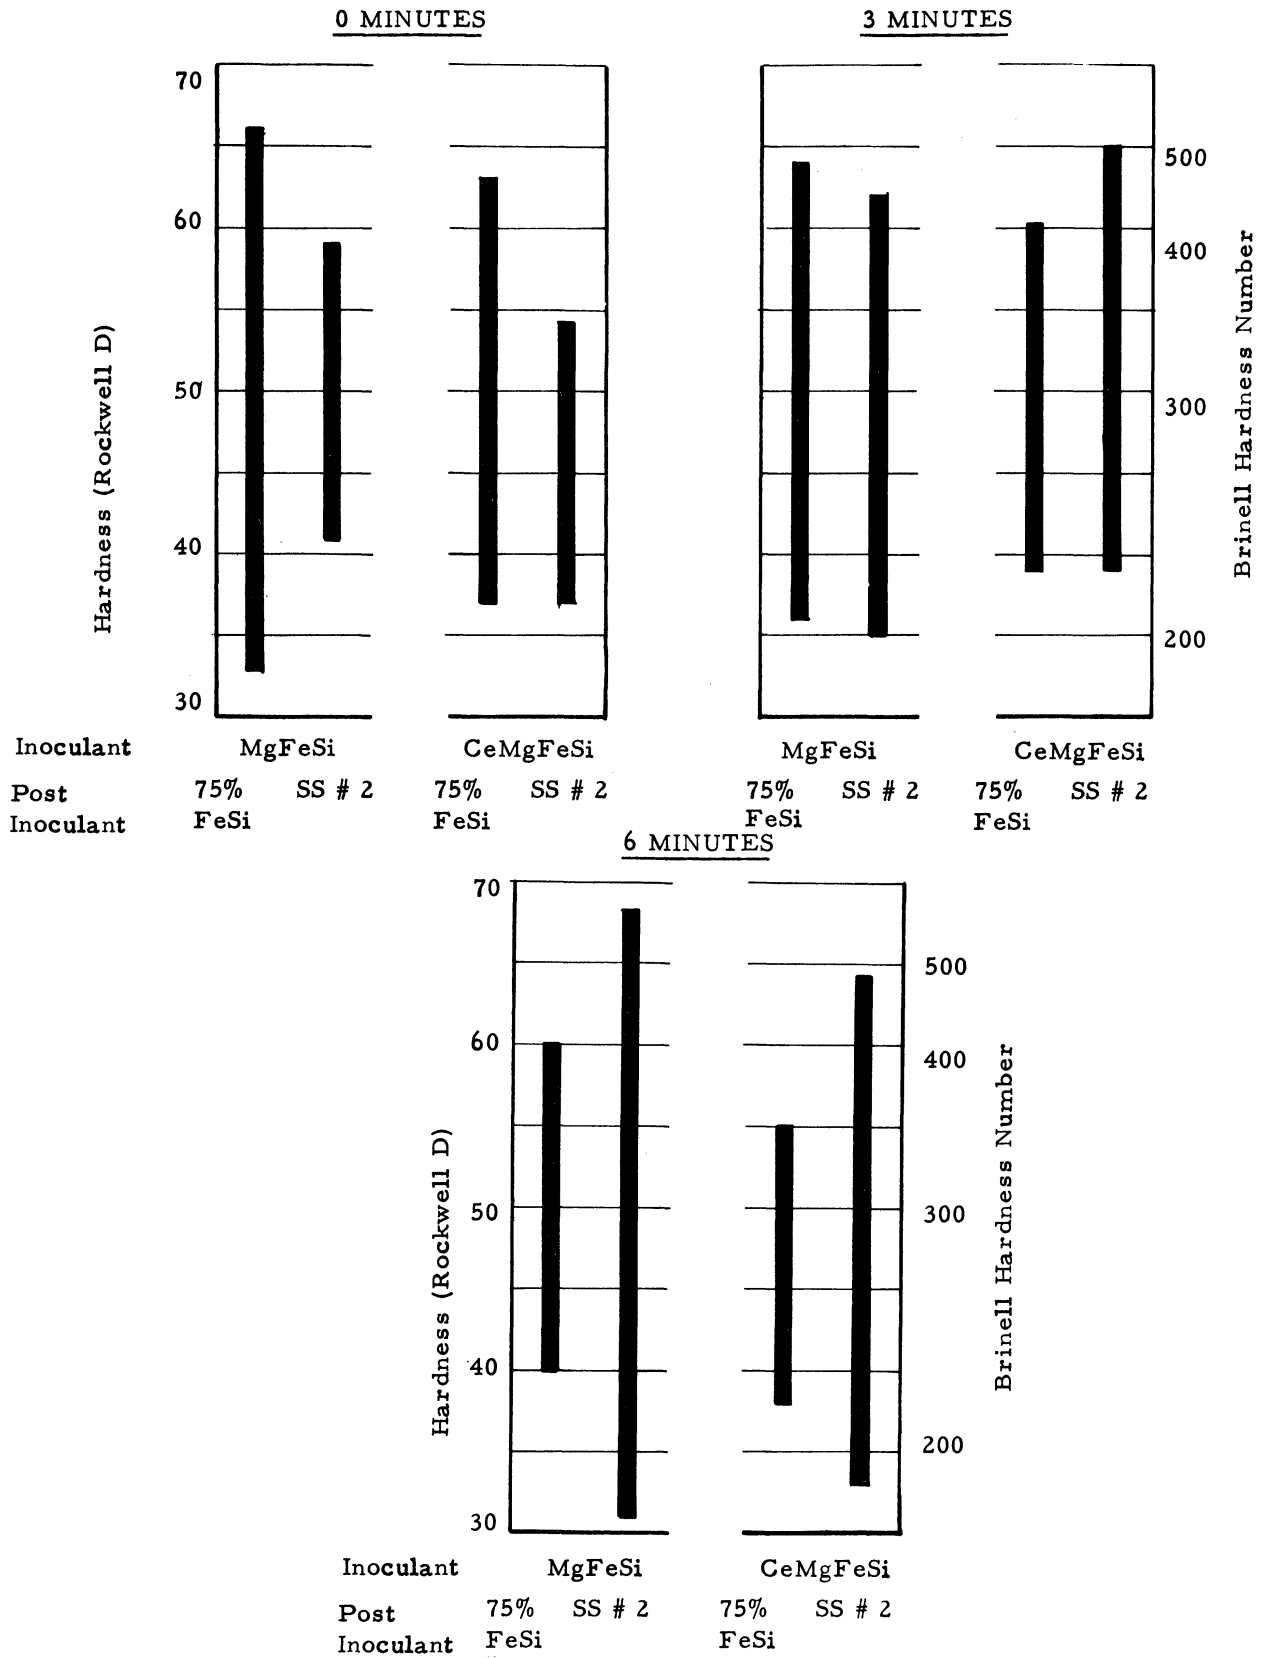 0 MINUTES
3 MINUTES
70
60
50
40
30
Hardness (Rockwell D)
500
400
300
200
Brinell Hardness Number
Inoculant MgFeSi CeMgFeSi MgFeSi CeMgFeSi
Post 75% SS # 2 75% SS # 2 75% SS # 2 75% SS # 2
Inoculant FeSi FeSi FeSi FeSi
6 MINUTES
70
60
50
40
30
Hardness (Rockwell D)
500
400
300
200
Brinell Hardness Number
Inoculant MgFeSi CeMgFeSi
Post 75% SS # 2 75% SS # 2
Inoculant FeSi FeSi